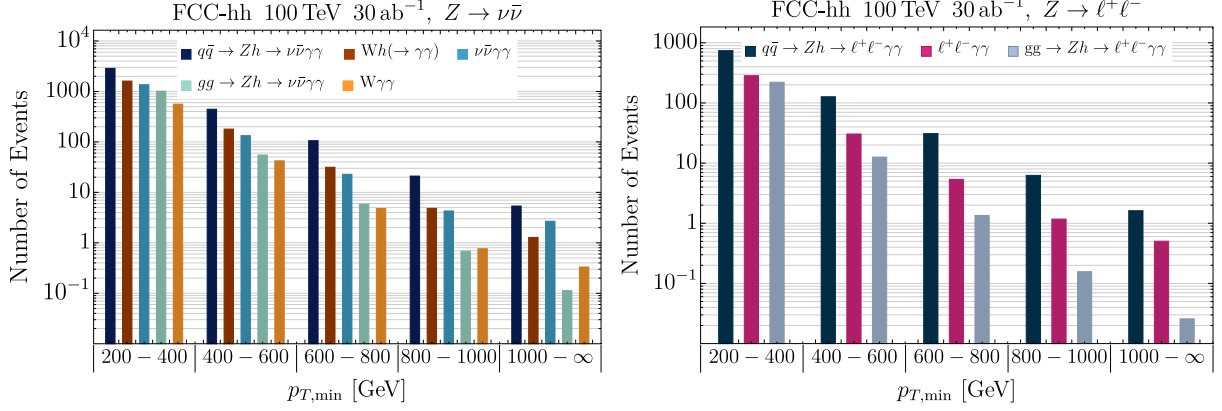 FCC-hh 100 TeV 30 ab⁻¹, Z → νν̄
10⁴
1000
100
10
1
10⁻¹
Number of Events
qq̄ → Zh → νν̄γγ
Wh(→ γγ)
νν̄γγ
gg → Zh → νν̄γγ
Wγγ
200 – 400
400 – 600
600 – 800
800 – 1000
1000 – ∞
p_{T,min} [GeV]
FCC-hh 100 TeV 30 ab⁻¹, Z → ℓ⁺ℓ⁻
1000
100
10
1
10⁻¹
Number of Events
qq̄ → Zh → ℓ⁺ℓ⁻γγ
ℓ⁺ℓ⁻γγ
gg → Zh → ℓ⁺ℓ⁻γγ
200 – 400
400 – 600
600 – 800
800 – 1000
1000 – ∞
p_{T,min} [GeV]